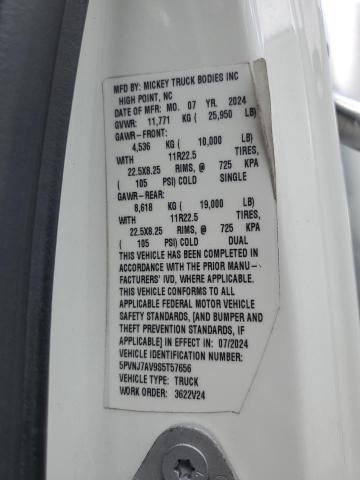 MFD BY: MICKEY TRUCK BODIES INC
HIGH POINT, NC
DATE OF MFR: MO. 07 YR. 2024
GVWR: 11,771 KG ( 25,950 LB)
GAWR-FRONT:
4,536 KG ( 10,000 LB)
WITH 11R22.5 TIRES,
22.5X8.25 RIMS, @ 725 KPA
( 105 PSI) COLD SINGLE
GAWR-REAR:
8,618 KG ( 19,000 LB)
WITH 11R22.5 TIRES,
22.5X8.25 RIMS, @ 725 KPA
( 105 PSI) COLD DUAL
THIS VEHICLE HAS BEEN COMPLETED IN
ACCORDANCE WITH THE PRIOR MANU-
FACTURERS' IVD, WHERE APPLICABLE.
THIS VEHICLE CONFORMS TO ALL
APPLICABLE FEDERAL MOTOR VEHICLE
SAFETY STANDARDS, [AND BUMPER AND
THEFT PREVENTION STANDARDS, IF
APPLICABLE] IN EFFECT IN: 07/2024
VEHICLE IDENTIFICATION NUMBER:
5PVNJ7AV9S5T57656
VEHICLE TYPE: TRUCK
WORK ORDER: 3622V24